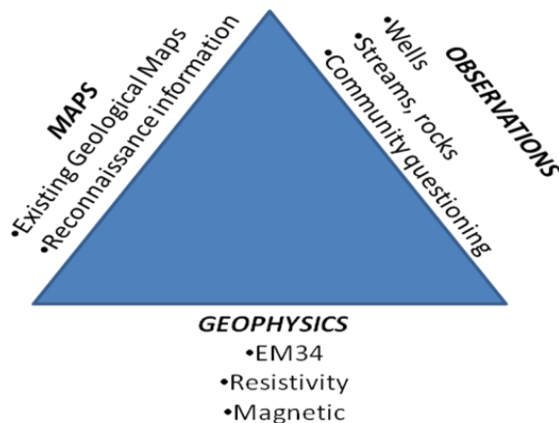 MAPS
•Existing Geological Maps
•Reconnaissance information
OBSERVATIONS
•Wells
•Streams, rocks
•Community questioning
GEOPHYSICS
•EM34
•Resistivity
•Magnetic